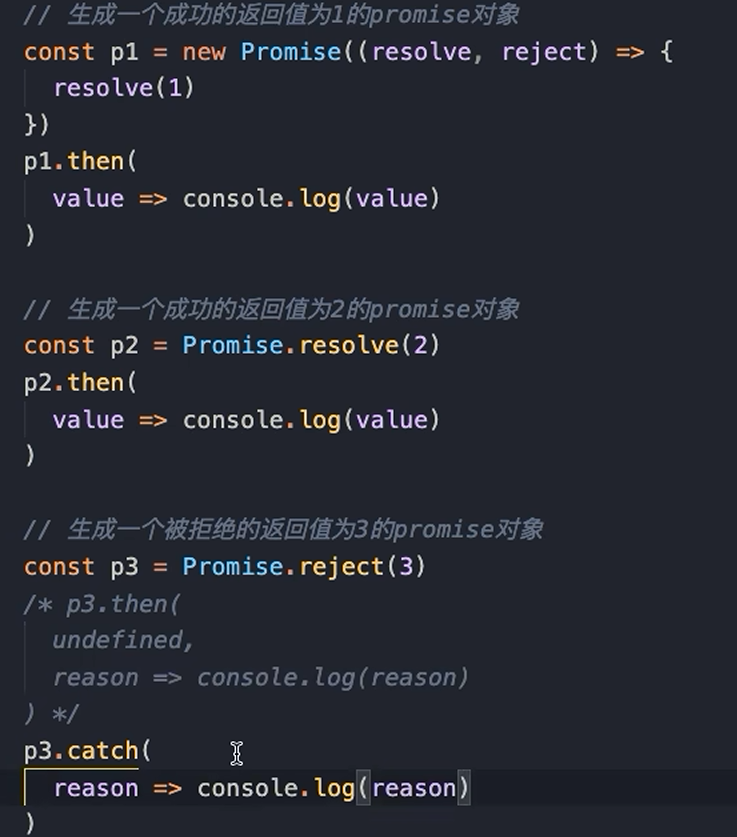 // 生成一个成功的返回值为1的promise对象
const p1 = new Promise((resolve, reject) => {
  resolve(1)
})
p1.then(
  value => console.log(value)
)

// 生成一个成功的返回值为2的promise对象
const p2 = Promise.resolve(2)
p2.then(
  value => console.log(value)
)

// 生成一个被拒绝的返回值为3的promise对象
const p3 = Promise.reject(3)
/* p3.then(
  undefined,
  reason => console.log(reason)
) */
p3.catch(
  reason => console.log(reason)
)